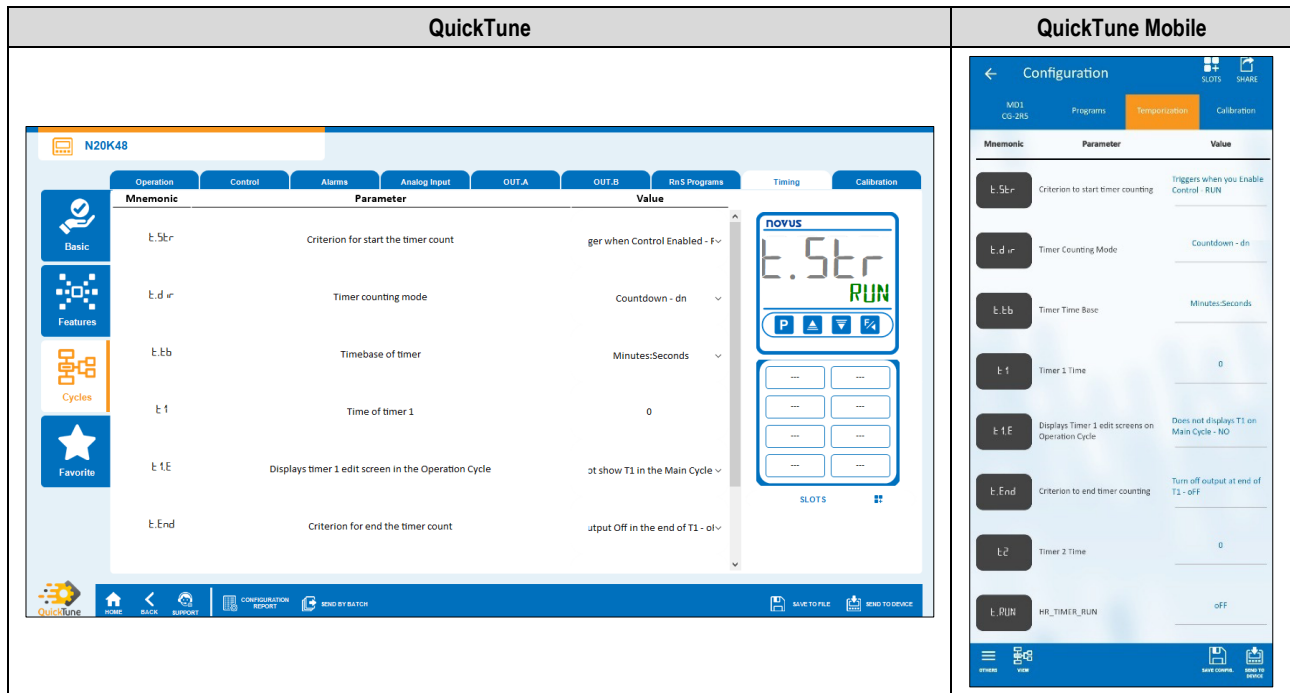 QuickTune
QuickTune Mobile
N20K48
Operation Control Alarms Analog Input OUT.A OUT.B RnS Programs Timing Calibration
Mnemonic Parameter Value
Basic
Features
Cycles
Favorite
t.Str Criterion for start the timer count ger when Control Enabled - F
t.dir Timer counting mode Countdown - dn
t.tb Timebase of timer Minutes:Seconds
t1 Time of timer 1 0
t1.E Displays timer 1 edit screen in the Operation Cycle ot show T1 in the Main Cycle
t.End Criterion for end the timer count utput Off in the end of T1 - ol
novus
t.Str
RUN
P F/
--- ---
--- ---
--- ---
--- ---
SLOTS
QuickTune
HOME BACK SUPPORT CONFIGURATION REPORT SEND BY BATCH SAVE TO FILE SEND TO DEVICE
Configuration
SLOTS SHARE
MD1
CG-2RS Programs Temporization Calibration
Mnemonic Parameter Value
t.Str Criterion to start timer counting Triggers when you Enable
Control - RUN
t.dir Timer Counting Mode Countdown - dn
t.tb Timer Time Base Minutes:Seconds
t1 Timer 1 Time 0
t1.E Displays Timer 1 edit screens on
Operation Cycle
Does not displays T1 on
Main Cycle - NO
t.End Criterion to end timer counting Turn off output at end of
T1 - oFF
t2 Timer 2 Time 0
t.RUN HR_TIMER_RUN oFF
OTHERS VIEW SAVE CONFIG. SEND TO
DEVICE